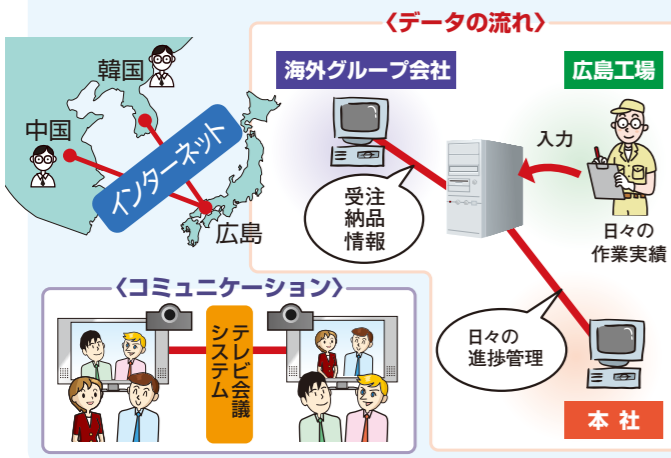 〈データの流れ〉
韓国
中国
インターネット
広島
海外グループ会社
広島工場
入力
受注
納品
情報
日々の
作業実績
日々の
進捗管理
本社
〈コミュニケーション〉
テレビ会議
システム